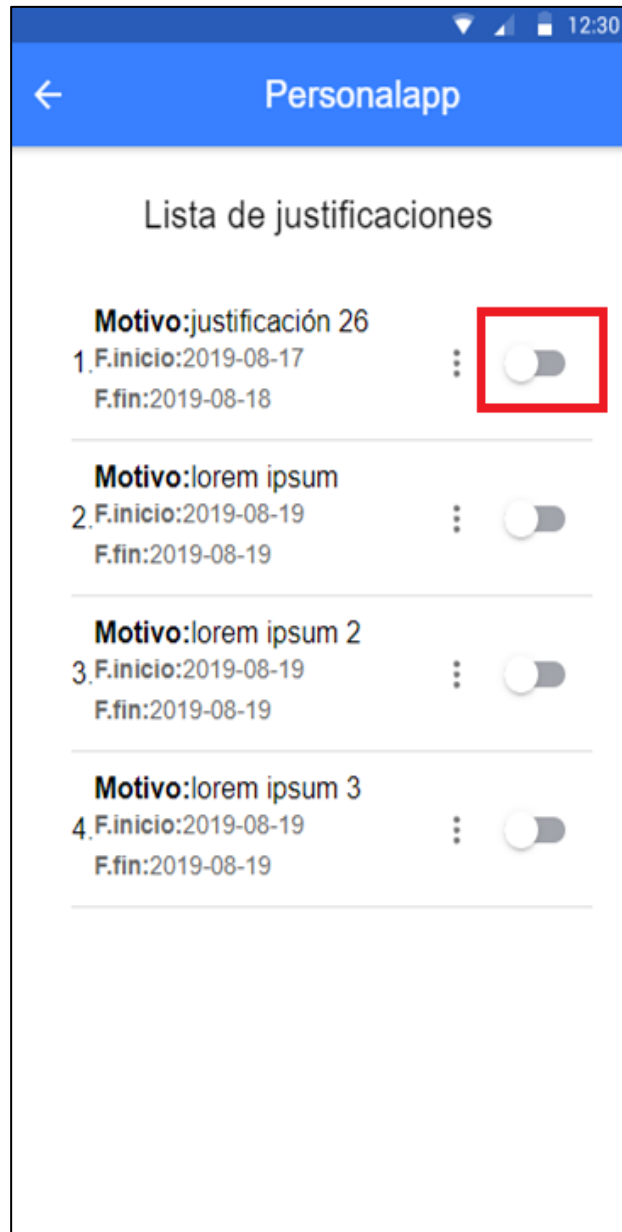 12:30
Personalapp
Lista de justificaciones
Motivo:justificación 26
1.F.inicio:2019-08-17
F.fin:2019-08-18
Motivo:lorem ipsum
2.F.inicio:2019-08-19
F.fin:2019-08-19
Motivo:lorem ipsum 2
3.F.inicio:2019-08-19
F.fin:2019-08-19
Motivo:lorem ipsum 3
4.F.inicio:2019-08-19
F.fin:2019-08-19